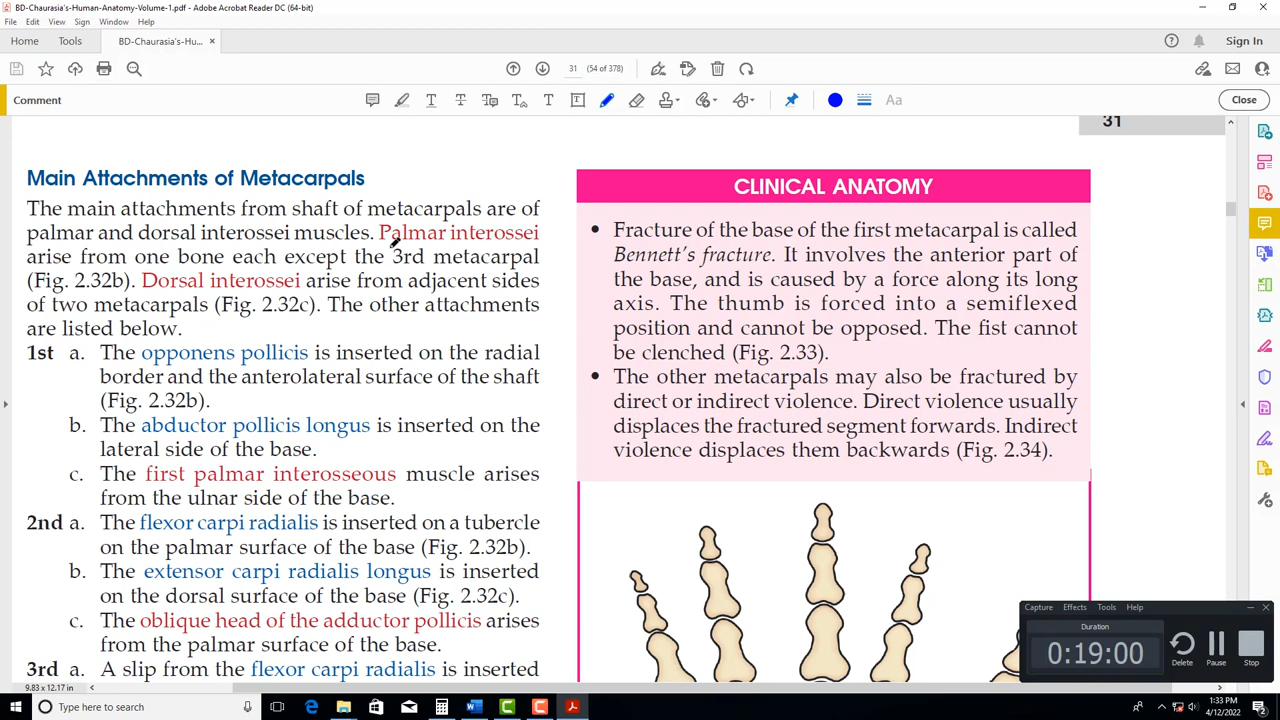 BD-Chaurasia's-Human-Anatomy-Volume-1.pdf - Adobe Acrobat Reader DC (64-bit)
File Edit View Sign Window Help
Home Tools BD-Chaurasia's-Hu... × Sign In
31 (54 of 378)
Comment Aa Close
31
Main Attachments of Metacarpals
The main attachments from shaft of metacarpals are of
palmar and dorsal interossei muscles. Palmar interossei
arise from one bone each except the 3rd metacarpal
(Fig. 2.32b). Dorsal interossei arise from adjacent sides
of two metacarpals (Fig. 2.32c). The other attachments
are listed below.
1st a. The opponens pollicis is inserted on the radial
border and the anterolateral surface of the shaft
(Fig. 2.32b).
b. The abductor pollicis longus is inserted on the
lateral side of the base.
c. The first palmar interosseous muscle arises
from the ulnar side of the base.
2nd a. The flexor carpi radialis is inserted on a tubercle
on the palmar surface of the base (Fig. 2.32b).
b. The extensor carpi radialis longus is inserted
on the dorsal surface of the base (Fig. 2.32c).
c. The oblique head of the adductor pollicis arises
from the palmar surface of the base.
3rd a. A slip from the flexor carpi radialis is inserted
CLINICAL ANATOMY
• Fracture of the base of the first metacarpal is called
Bennett's fracture. It involves the anterior part of
the base, and is caused by a force along its long
axis. The thumb is forced into a semiflexed
position and cannot be opposed. The fist cannot
be clenched (Fig. 2.33).
• The other metacarpals may also be fractured by
direct or indirect violence. Direct violence usually
displaces the fractured segment forwards. Indirect
violence displaces them backwards (Fig. 2.34).
Capture Effects Tools Help
Duration
0:19:00
Delete Pause Stop
9.83 x 12.17 in
Type here to search
1:33 PM
4/12/2022
2